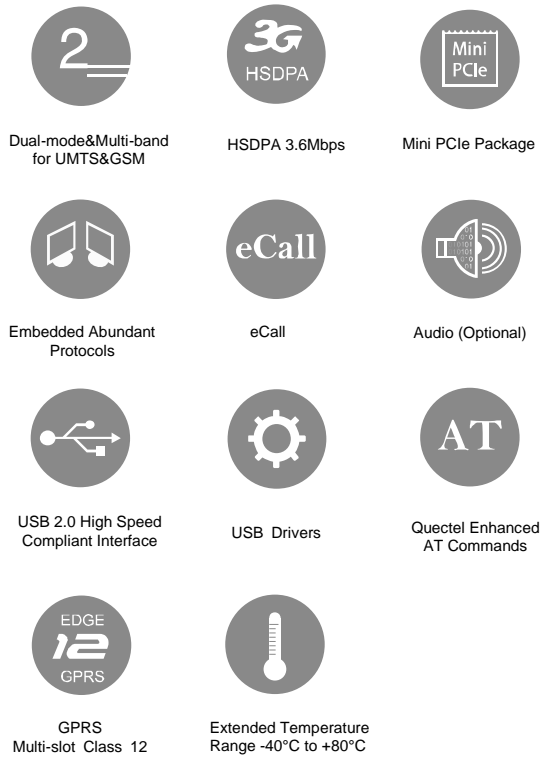 2
3G
HSDPA
Mini
PCIe
Dual-mode&Multi-band
for UMTS&GSM
HSDPA 3.6Mbps
Mini PCIe Package
eCall
Embedded Abundant
Protocols
eCall
Audio (Optional)
AT
USB 2.0 High Speed
Compliant Interface
USB Drivers
Quectel Enhanced
AT Commands
EDGE
12
GPRS
GPRS
Multi-slot Class 12
Extended Temperature
Range -40°C to +80°C